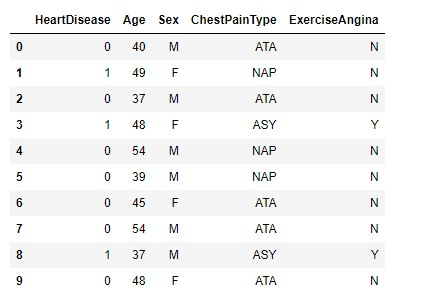 HeartDisease Age Sex ChestPainType ExerciseAngina
0 0 40 M ATA N
1 1 49 F NAP N
2 0 37 M ATA N
3 1 48 F ASY Y
4 0 54 M NAP N
5 0 39 M NAP N
6 0 45 F ATA N
7 0 54 M ATA N
8 1 37 M ASY Y
9 0 48 F ATA N